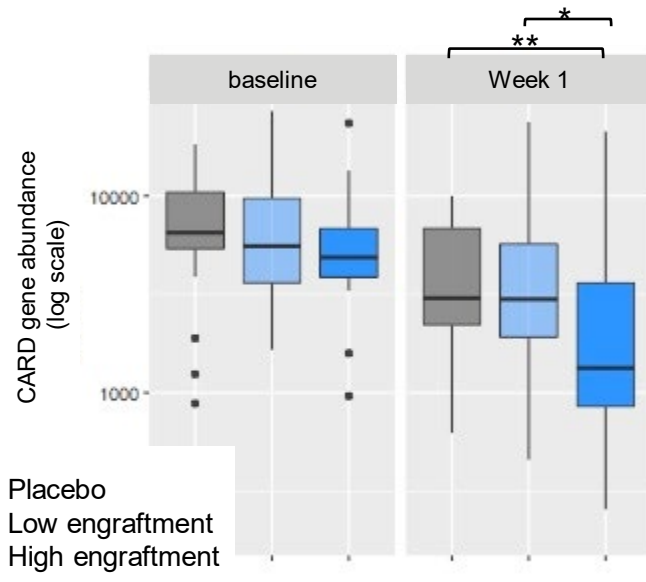 *
**
baseline
Week 1
CARD gene abundance
(log scale)
10000
1000
Placebo
Low engraftment
High engraftment